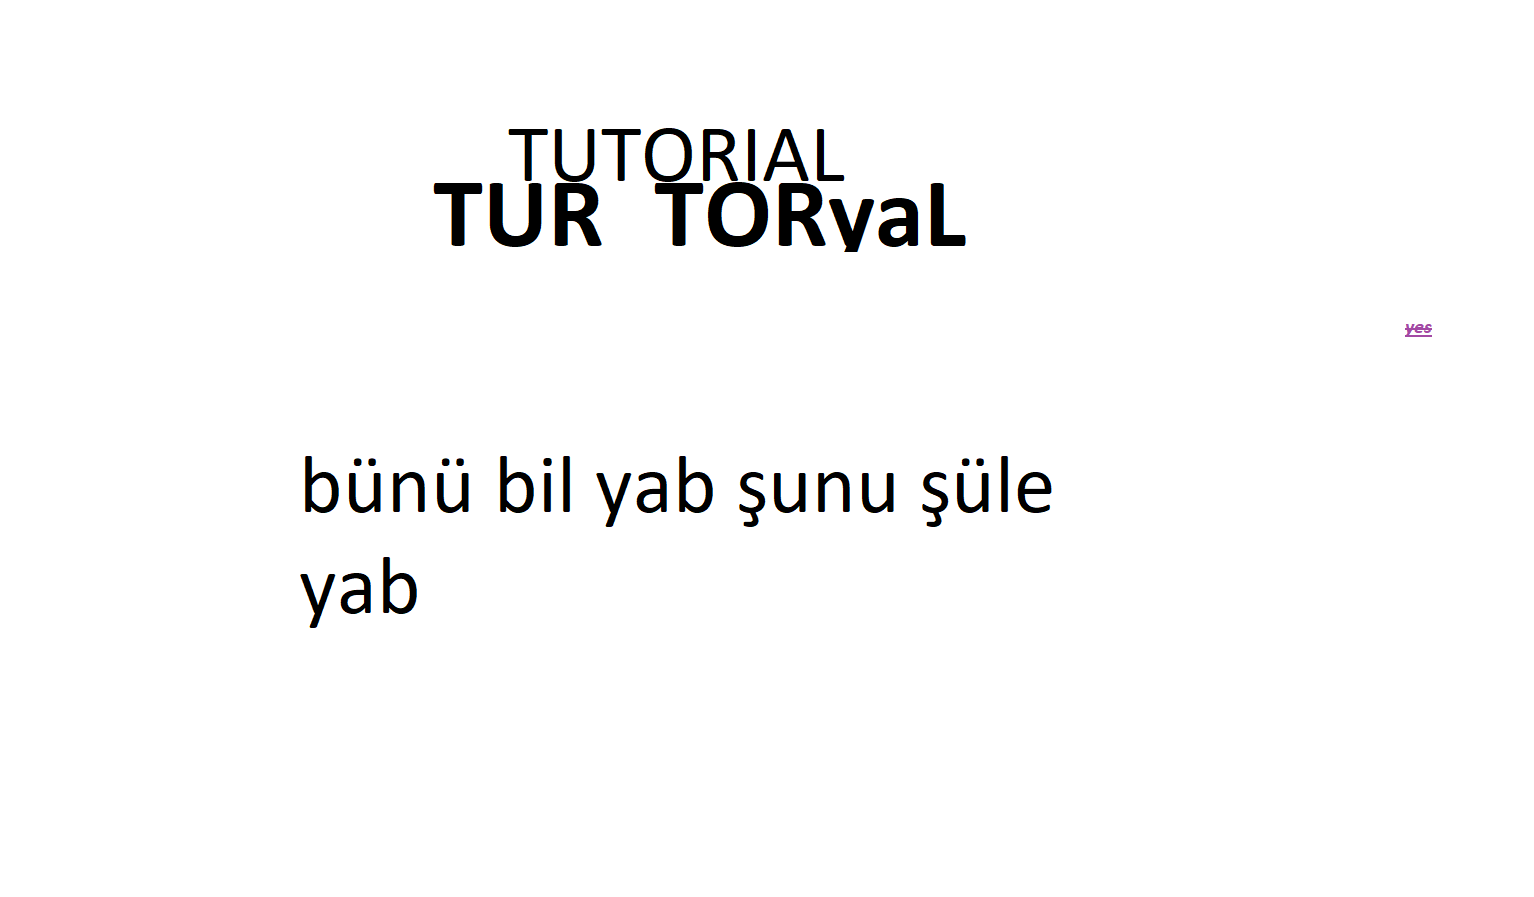 TUTORIAL
TUR TORyaL
yes
bünü bil yab şunu şüle
yab